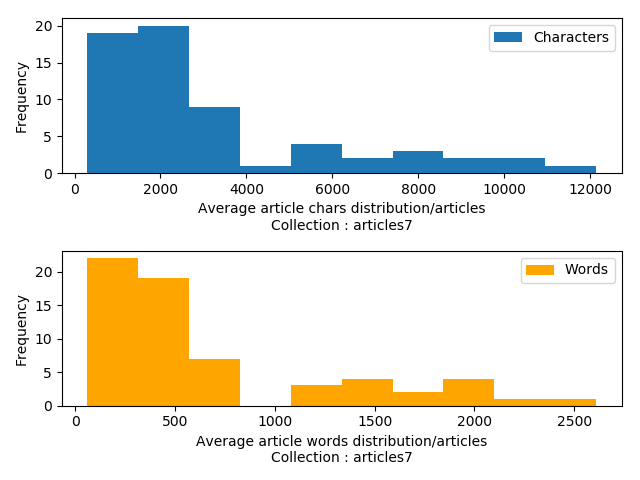 20
15
10
5
0
Frequency
Characters
0 2000 4000 6000 8000 10000 12000
Average article chars distribution/articles
Collection : articles7
20
15
10
5
0
Frequency
Words
0 500 1000 1500 2000 2500
Average article words distribution/articles
Collection : articles7